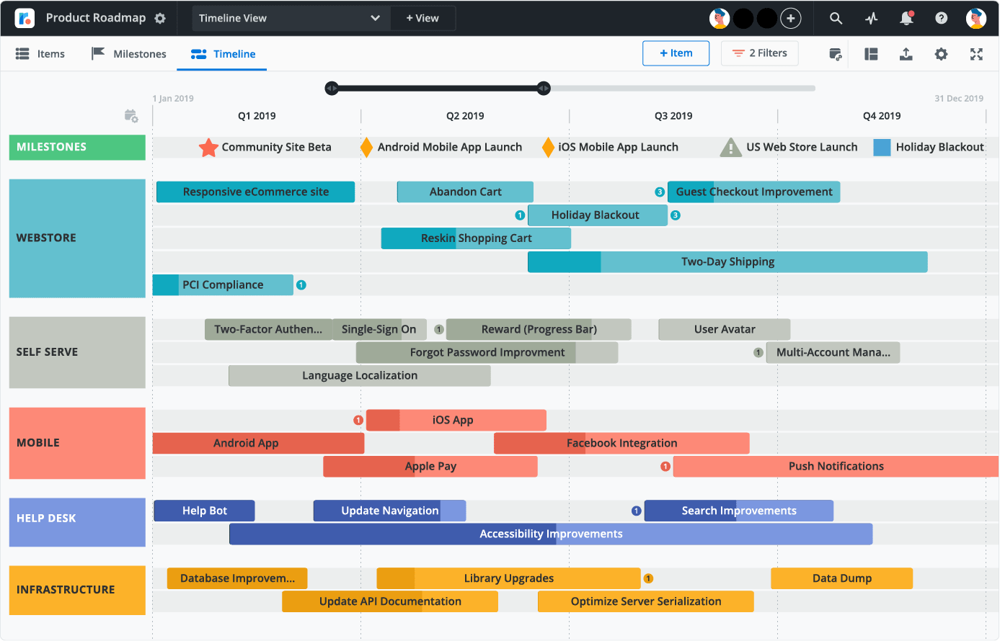 Product Roadmap
Timeline View
+ View
Items
Milestones
Timeline
+ Item
2 Filters
1 Jan 2019
31 Dec 2019
Q1 2019
Q2 2019
Q3 2019
Q4 2019
MILESTONES
Community Site Beta
Android Mobile App Launch
iOS Mobile App Launch
US Web Store Launch
Holiday Blackout
WEBSTORE
Responsive eCommerce site
Abandon Cart
3
Guest Checkout Improvement
1
Holiday Blackout
3
Reskin Shopping Cart
Two-Day Shipping
PCI Compliance
1
SELF SERVE
Two-Factor Authen...
Single-Sign On
1
Reward (Progress Bar)
User Avatar
Forgot Password Improvment
1
Multi-Account Mana...
Language Localization
MOBILE
1
iOS App
Android App
Facebook Integration
Apple Pay
1
Push Notifications
HELP DESK
Help Bot
Update Navigation
1
Search Improvements
Accessibility Improvements
INFRASTRUCTURE
Database Improvem...
Library Upgrades
1
Data Dump
Update API Documentation
Optimize Server Serialization